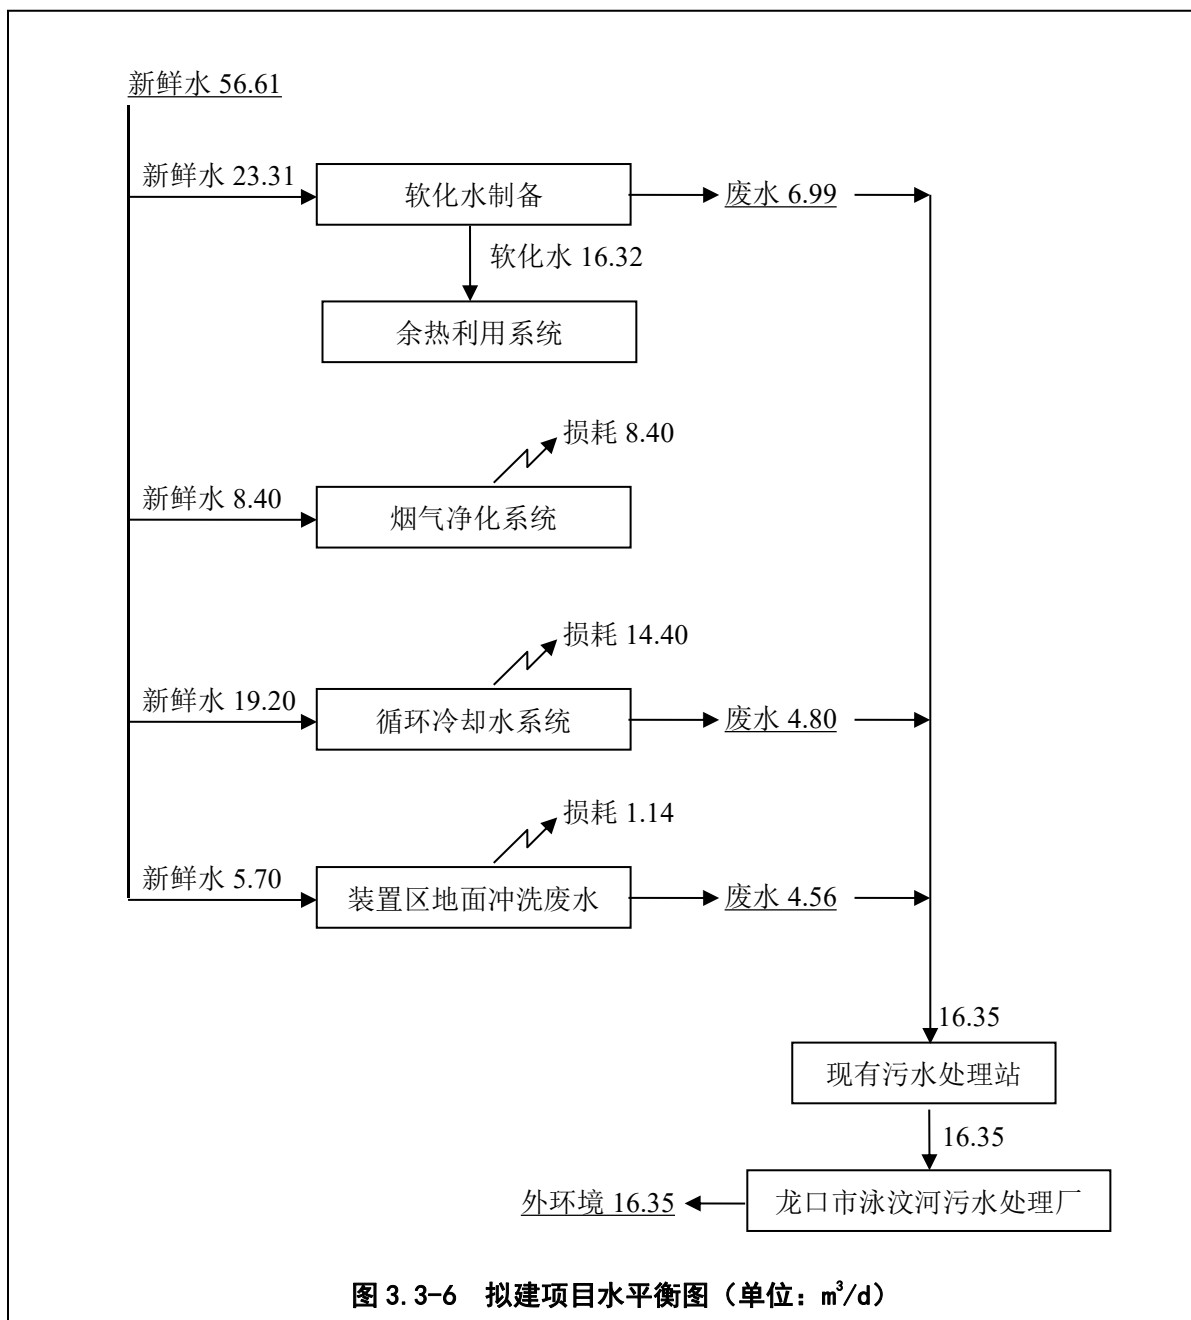 新鲜水 56.61
新鲜水 23.31
软化水制备
废水 6.99
软化水 16.32
余热利用系统
损耗 8.40
新鲜水 8.40
烟气净化系统
损耗 14.40
新鲜水 19.20
循环冷却水系统
废水 4.80
损耗 1.14
新鲜水 5.70
装置区地面冲洗废水
废水 4.56
16.35
现有污水处理站
16.35
外环境 16.35
龙口市泳汶河污水处理厂
图 3.3-6 拟建项目水平衡图（单位：m³/d）